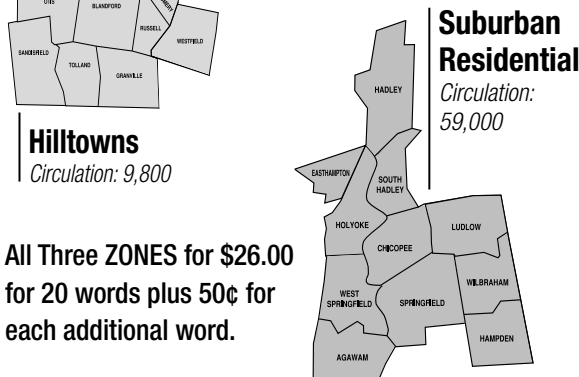 OTIS
BLANDFORD
RUSSELL
WESTFIELD
SANDISFIELD
TOLLAND
GRANVILLE
Hilltowns
Circulation: 9,800
Suburban
Residential
Circulation:
59,000
HADLEY
EASTHAMPTON
SOUTH
HADLEY
HOLYOKE
CHICOPEE
LUDLOW
WEST
SPRINGFIELD
SPRINGFIELD
WILBRAHAM
HAMPDEN
AGAWAM
All Three ZONES for $26.00
for 20 words plus 50¢ for
each additional word.